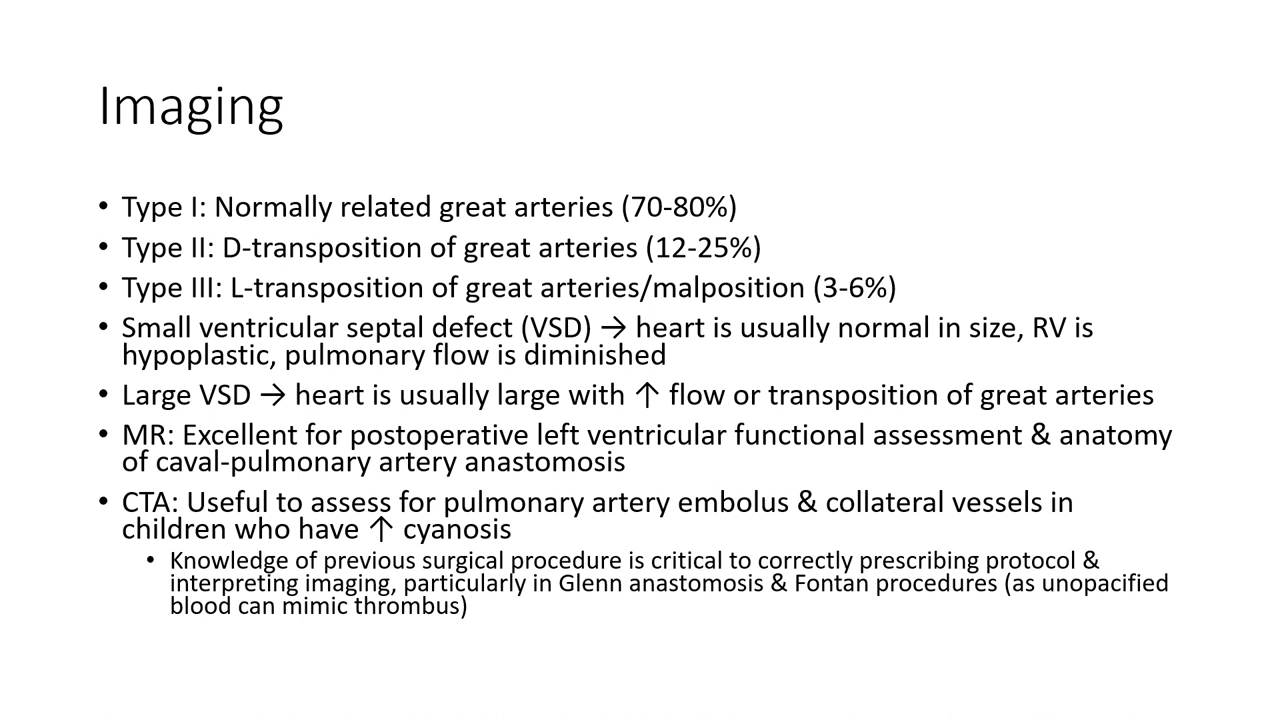 Imaging
• Type I: Normally related great arteries (70-80%)
• Type II: D-transposition of great arteries (12-25%)
• Type III: L-transposition of great arteries/malposition (3-6%)
• Small ventricular septal defect (VSD) → heart is usually normal in size, RV is
hypoplastic, pulmonary flow is diminished
• Large VSD → heart is usually large with ↑ flow or transposition of great arteries
• MR: Excellent for postoperative left ventricular functional assessment & anatomy
of caval-pulmonary artery anastomosis
• CTA: Useful to assess for pulmonary artery embolus & collateral vessels in
children who have ↑ cyanosis
• Knowledge of previous surgical procedure is critical to correctly prescribing protocol &
interpreting imaging, particularly in Glenn anastomosis & Fontan procedures (as unopacified
blood can mimic thrombus)